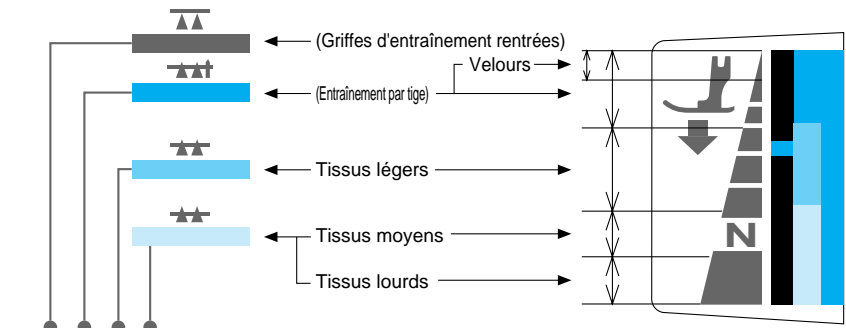 (Griffes d'entraînement rentrées)
Velours
(Entraînement par tige)
Tissus légers
Tissus moyens
N
Tissus lourds